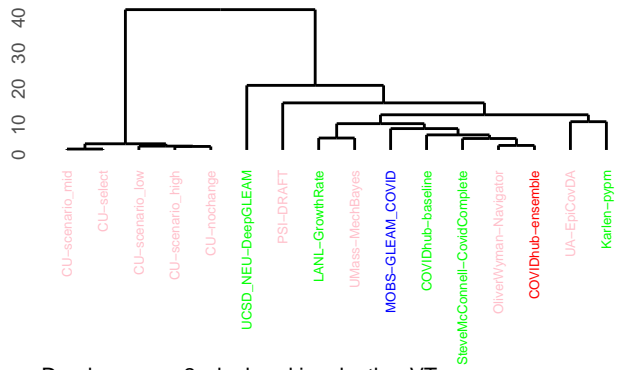 40
30
20
10
0
CU-scenario_mid
CU-select
CU-scenario_low
CU-scenario_high
CU-nochange
UCSD_NEU-DeepGLEAM
PSI-DRAFT
LANL-GrowthRate
UMass-MechBayes
MOBS-GLEAM_COVID
COVIDhub-baseline
SteveMcConnell-CovidComplete
OliverWyman-Navigator
COVIDhub-ensemble
UA-EpiCovDA
Karlen-pypm